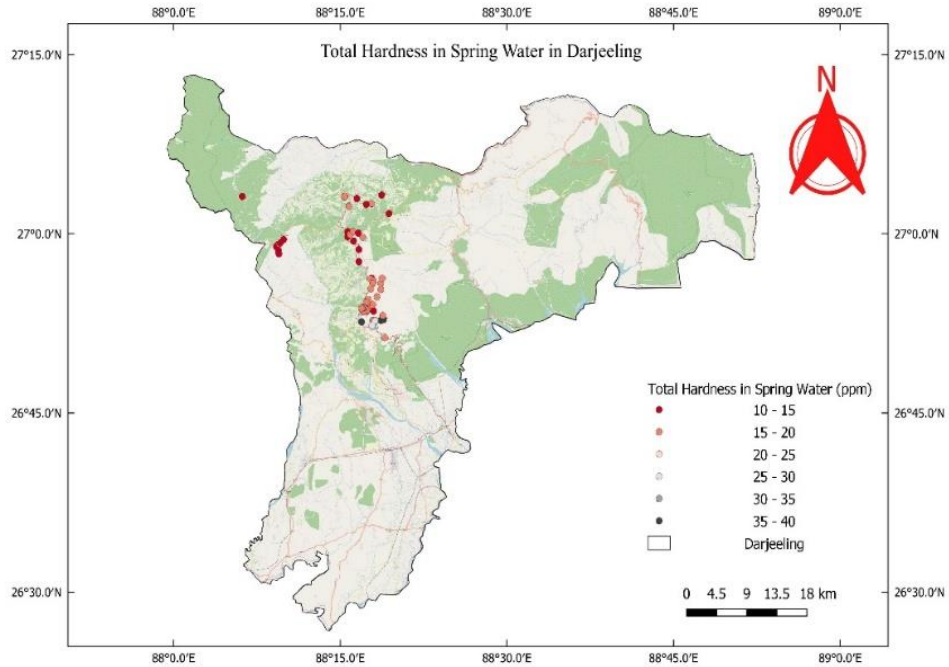 88°0.0'E 88°15.0'E 88°30.0'E 88°45.0'E 89°0.0'E
27°15.0'N 27°15.0'N
Total Hardness in Spring Water in Darjeeling
N
27°0.0'N 27°0.0'N
26°45.0'N 26°45.0'N
Total Hardness in Spring Water (ppm)
10 - 15
15 - 20
20 - 25
25 - 30
30 - 35
35 - 40
Darjeeling
26°30.0'N 26°30.0'N
0 4.5 9 13.5 18 km
88°0.0'E 88°15.0'E 88°30.0'E 88°45.0'E 89°0.0'E